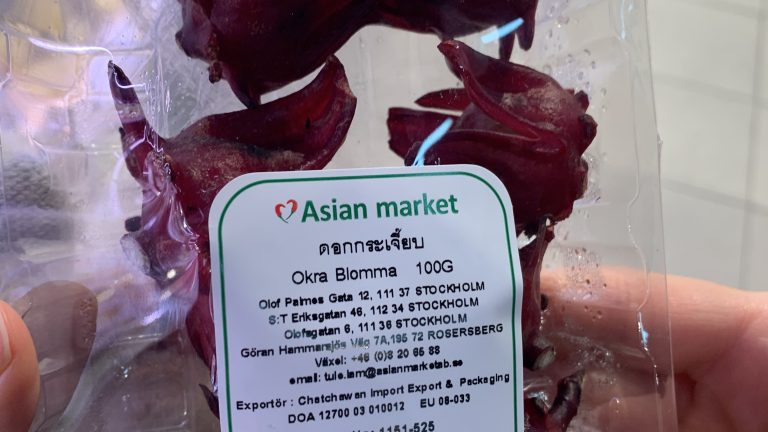 Asian market
ดอกกระเจี๊ยบ
Okra Blomma 100G
Olof Palmes Gata 12, 111 37 STOCKHOLM
S:T Eriksgatan 46, 112 34 STOCKHOLM
Olofsgatan 6, 111 36 STOCKHOLM
Göran Hammarsjös Väg 7A,195 72 ROSERSBERG
Växel: +46 (0)8 20 65 88
email: tule.lam@asianmarketab.se
Exportör : Chatchawan Import Export & Packaging
DOA 12700 03 010012 EU 08-033
1151-525